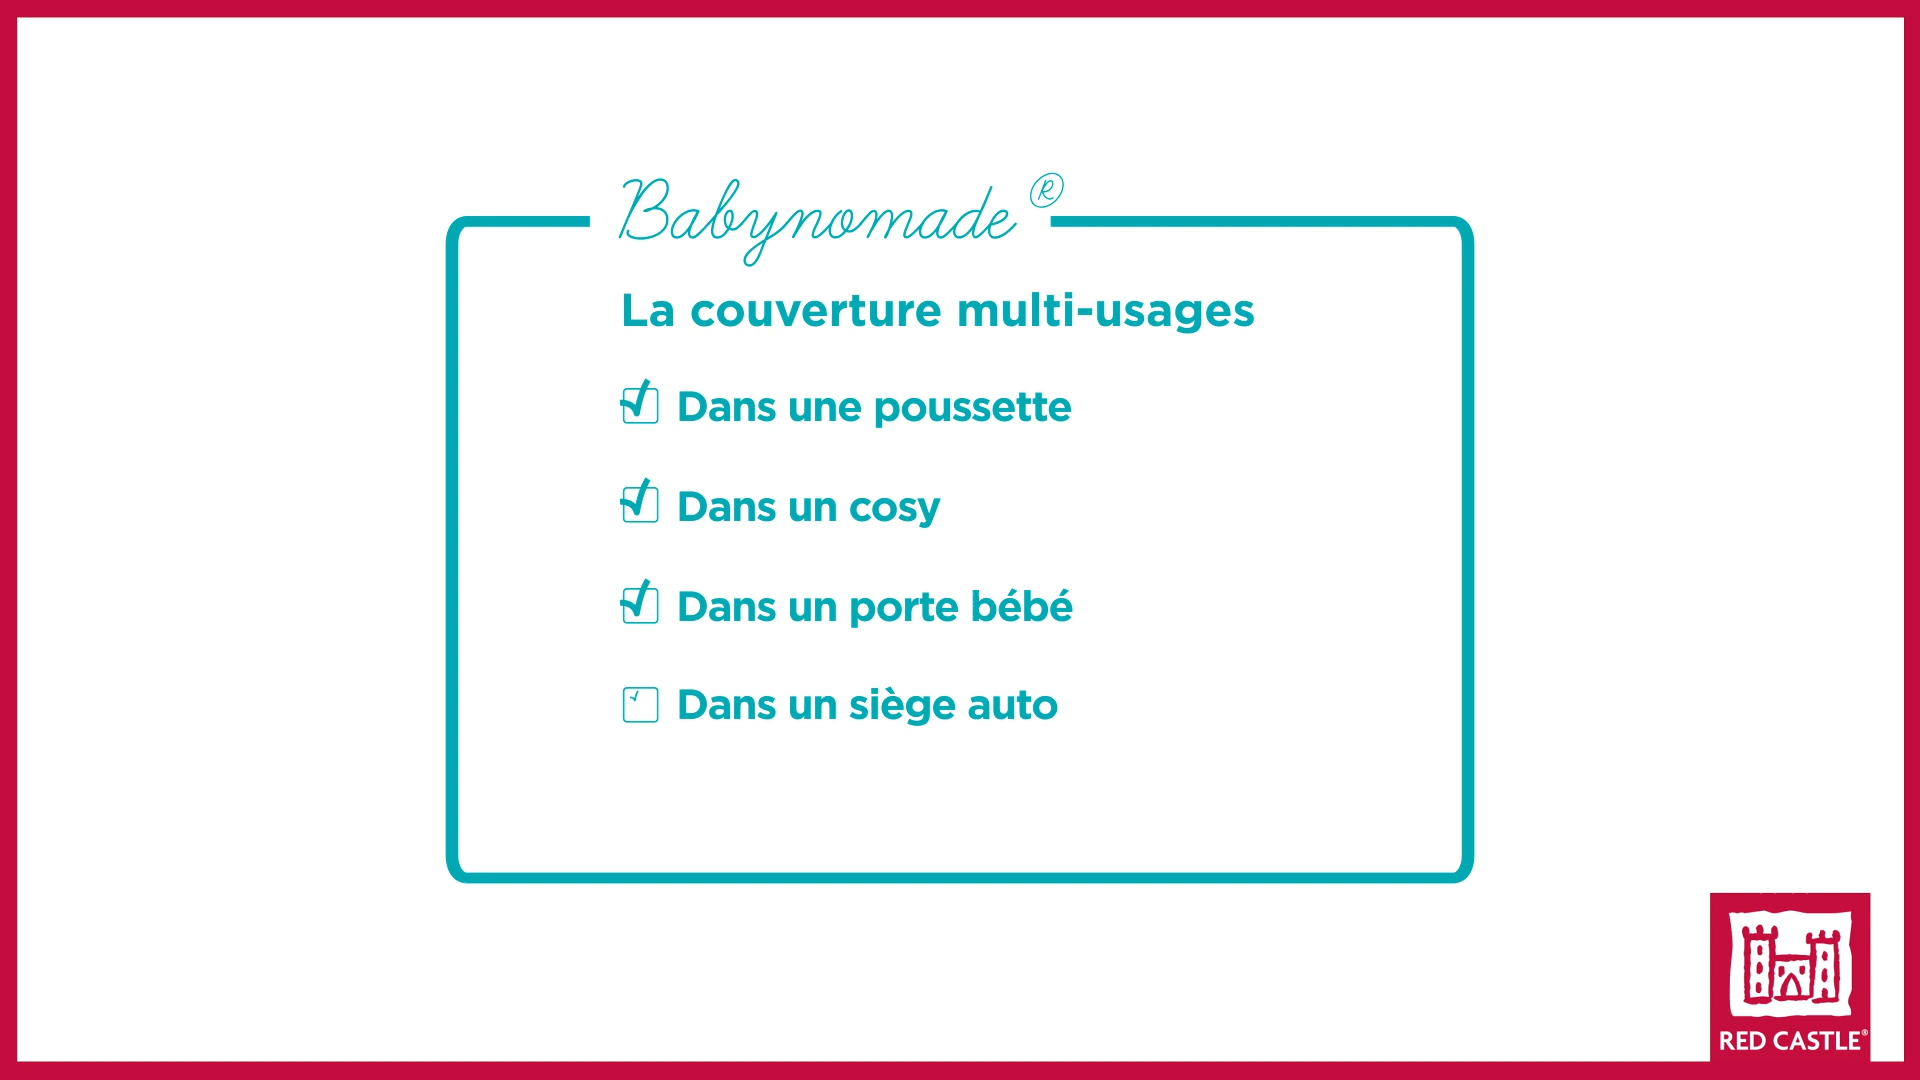 Babynomade ®
La couverture multi-usages
Dans une poussette
Dans un cosy
Dans un porte bébé
Dans un siège auto
RED CASTLE®